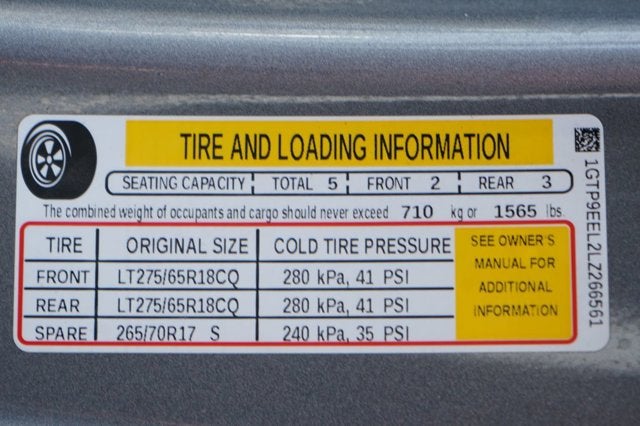 TIRE AND LOADING INFORMATION
SEATING CAPACITY TOTAL 5 FRONT 2 REAR 3
The combined weight of occupants and cargo should never exceed 710 kg or 1565 lbs.
TIRE ORIGINAL SIZE COLD TIRE PRESSURE
FRONT LT275/65R18CQ 280 kPa, 41 PSI
REAR LT275/65R18CQ 280 kPa, 41 PSI
SPARE 265/70R17 S 240 kPa, 35 PSI
SEE OWNER'S
MANUAL FOR
ADDITIONAL
INFORMATION
1GTP9EEL2LZ266561